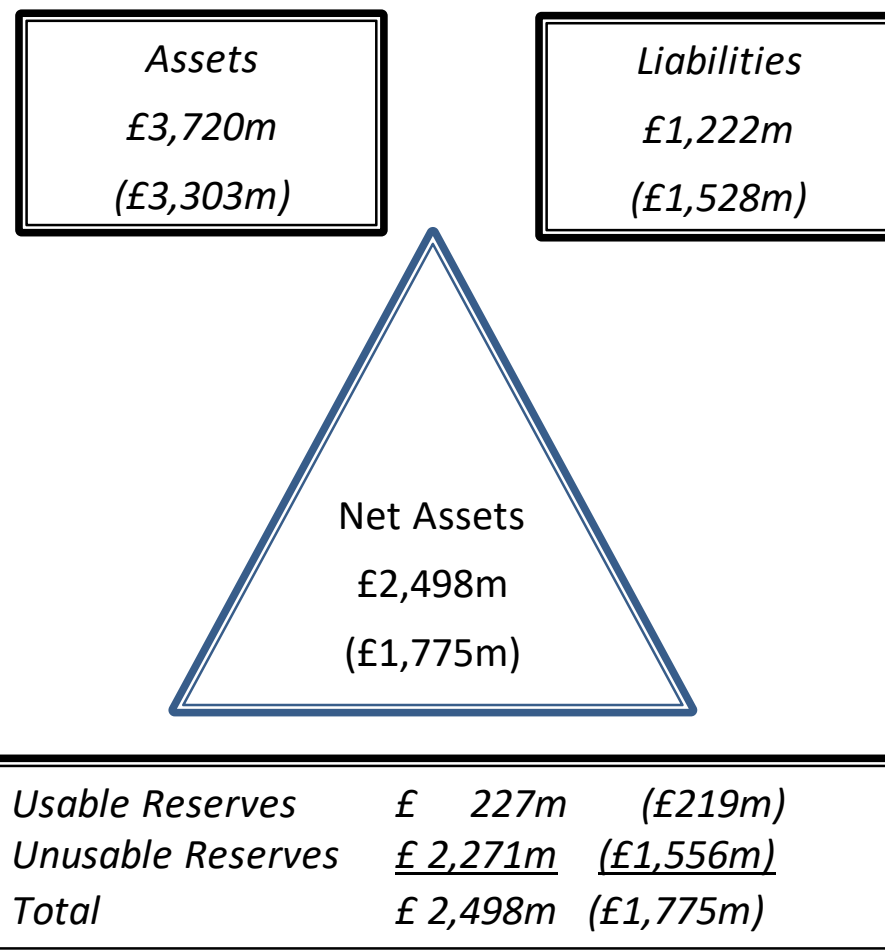 Assets
£3,720m
(£3,303m)
Liabilities
£1,222m
(£1,528m)
Net Assets
£2,498m
(£1,775m)
Usable Reserves £ 227m (£219m)
Unusable Reserves £ 2,271m (£1,556m)
Total £ 2,498m (£1,775m)